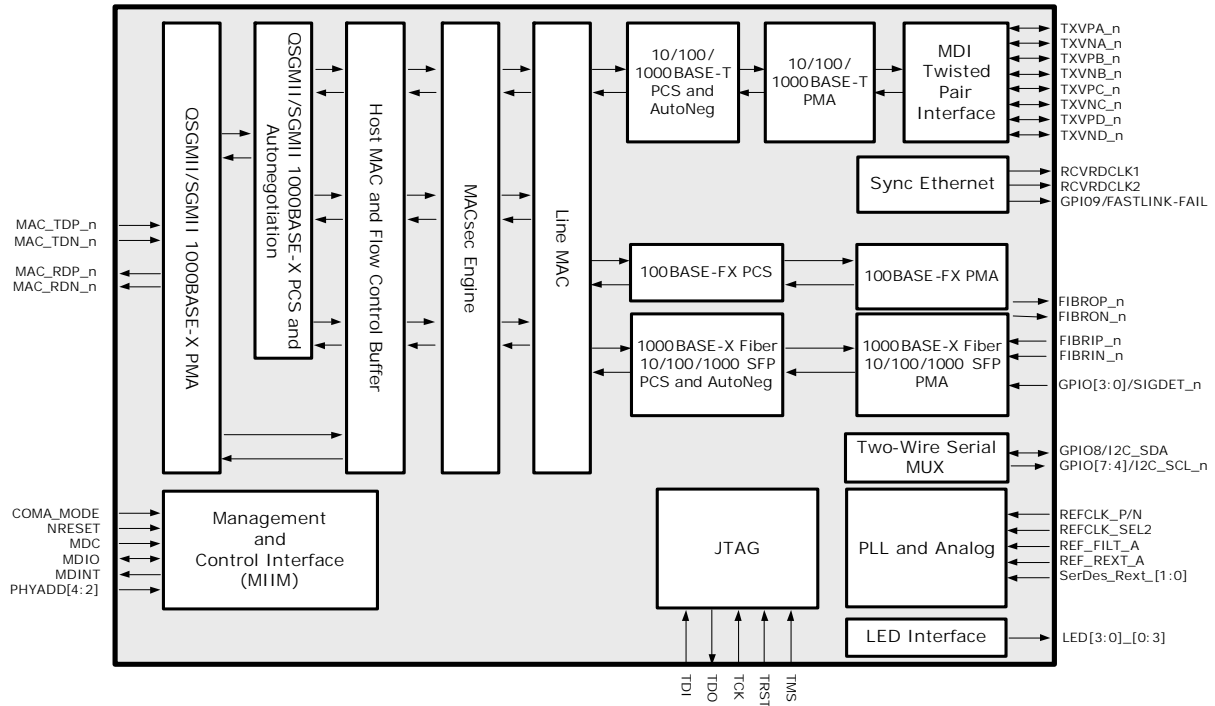 MAC_TDP_n
MAC_TDN_n
MAC_RDP_n
MAC_RDN_n
COMA_MODE
NRESET
MDC
MDIO
MDINT
PHYADD[4:2]
QSGMII/SGMII 1000BASE-X PMA
QSGMII/SGMII 1000BASE-X PCS and
Autonegotiation
Host MAC and Flow Control Buffer
MACsec Engine
Line MAC
10/100/
1000BASE-T
PCS and
AutoNeg
10/100/
1000BASE-T
PMA
MDI
Twisted
Pair
Interface
TXVPA_n
TXVNA_n
TXVPB_n
TXVNB_n
TXVPC_n
TXVNC_n
TXVPD_n
TXVND_n
Sync Ethernet
RCVRDCLK1
RCVRDCLK2
GPIO9/FASTLINK-FAIL
100BASE-FX PCS
100BASE-FX PMA
FIBROP_n
FIBRON_n
1000BASE-X Fiber
10/100/1000 SFP
PCS and AutoNeg
1000BASE-X Fiber
10/100/1000 SFP
PMA
FIBRIP_n
FIBRIN_n
GPIO[3:0]/SIGDET_n
Two-Wire Serial
MUX
GPIO8/I2C_SDA
GPIO[7:4]/I2C_SCL_n
Management
and
Control Interface
(MIIM)
JTAG
PLL and Analog
REFCLK_P/N
REFCLK_SEL2
REF_FILT_A
REF_REXT_A
SerDes_Rext_[1:0]
LED Interface
LED[3:0]_[0:3]
TDI
TDO
TCK
TRST
TMS